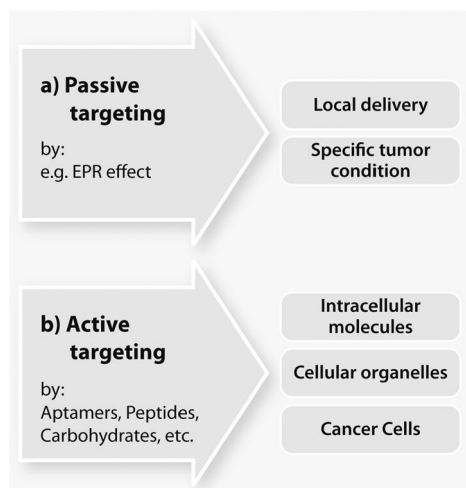 a) Passive
targeting
by:
e.g. EPR effect
Local delivery
Specific tumor
condition
b) Active
targeting
by:
Aptamers, Peptides,
Carbohydrates, etc.
Intracellular
molecules
Cellular organelles
Cancer Cells